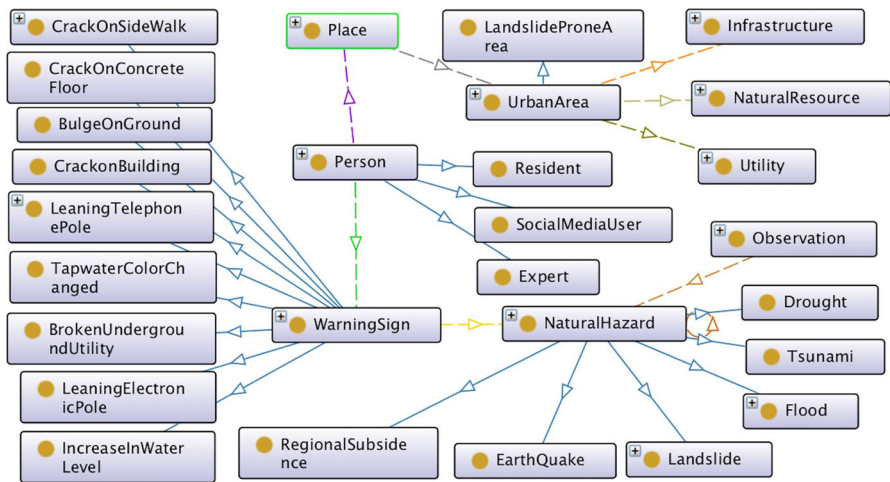 CrackOnSideWalk
CrackOnConcrete
Floor
BulgeOnGround
CrackonBuilding
LeaningTelephon
ePole
TapwaterColorCh
anged
BrokenUndergrou
ndUtility
LeaningElectron
icPole
IncreaseInWater
Level
Place
LandslideProneA
rea
Infrastructure
UrbanArea
NaturalResource
Utility
Person
Resident
SocialMediaUser
Expert
Observation
WarningSign
NaturalHazard
Drought
Tsunami
Flood
RegionalSubside
nce
EarthQuake
Landslide